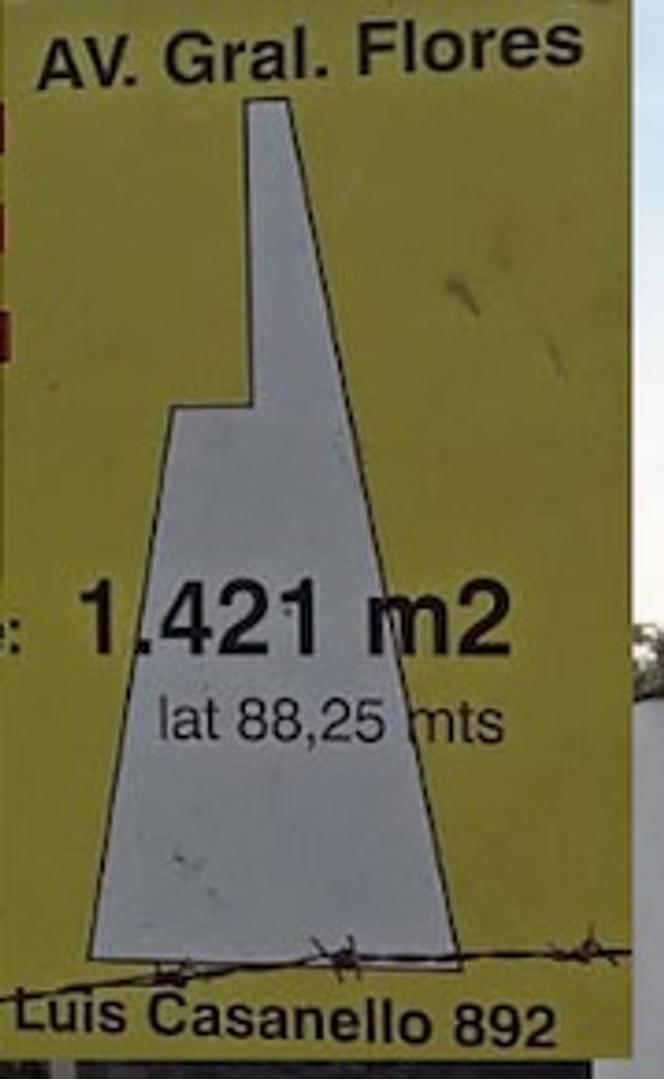 AV. Gral. Flores
e: 1.421 m2
lat 88,25 mts
Luis Casanello 892